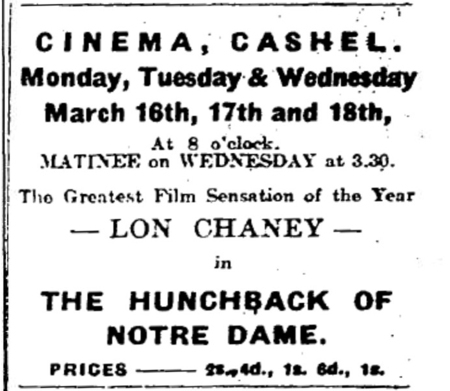 CINEMA, CASHEL.
Monday, Tuesday & Wednesday
March 16th, 17th and 18th,
At 8 o'clock.
MATINEE on WEDNESDAY at 3.30.
The Greatest Film Sensation of the Year
— LON CHANEY —
in
THE HUNCHBACK OF
NOTRE DAME.
PRICES —— 2s. 4d., 1s. 6d., 1s.